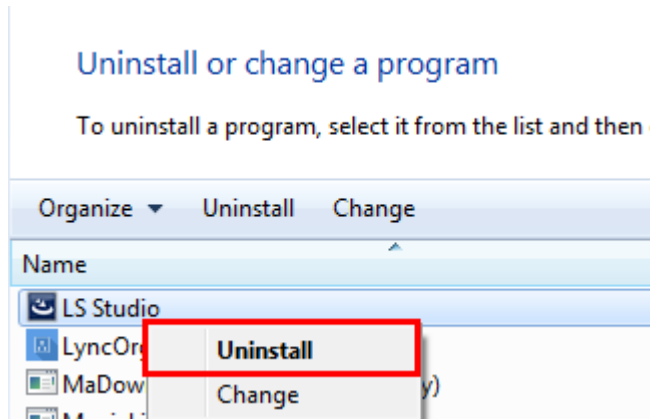 Uninstall or change a program
To uninstall a program, select it from the list and then
Organize Uninstall Change
Name
LS Studio
Uninstall
MaDow y)
Change